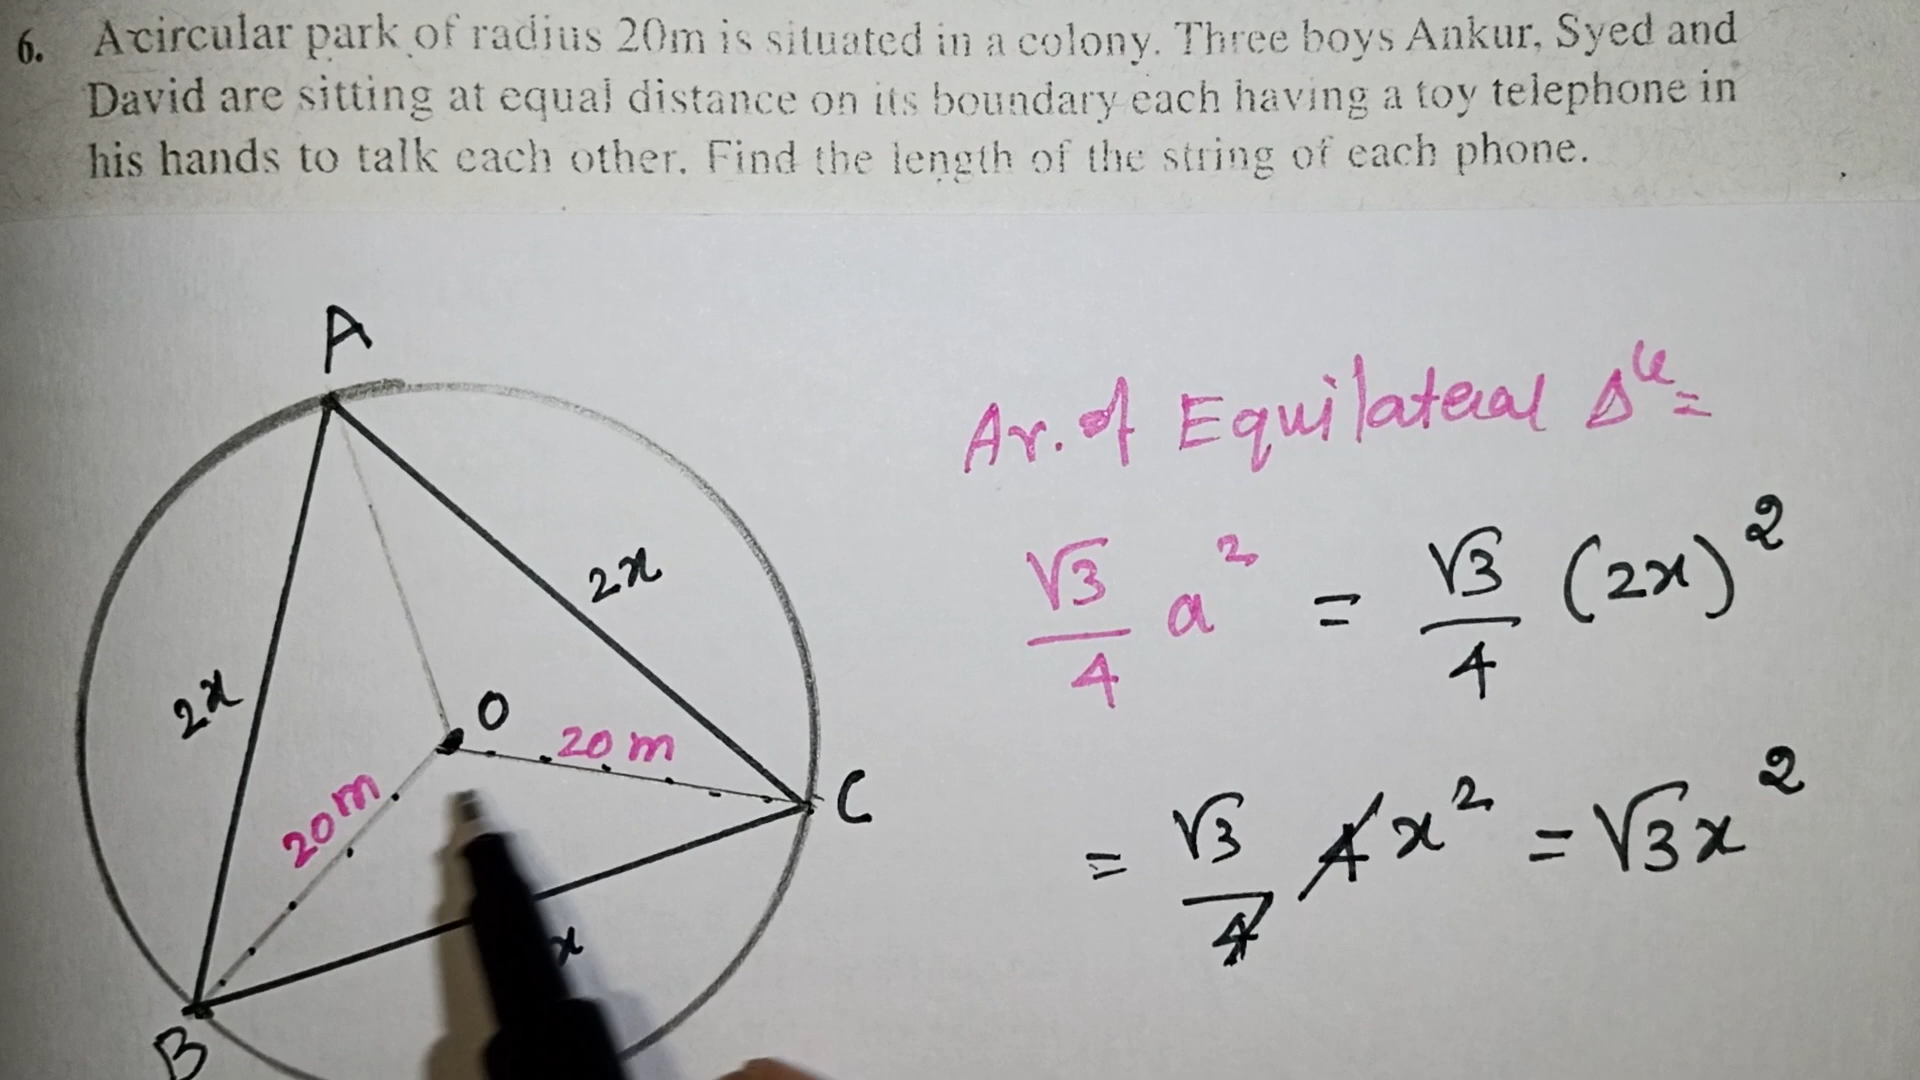 6. A circular park of radius 20m is situated in a colony. Three boys Ankur, Syed and
David are sitting at equal distance on its boundary each having a toy telephone in
his hands to talk each other. Find the length of the string of each phone.
A
2x
2x
O
20 m
20 m
C
x
B
Ar. of Equilateral Δle =
√3/4 a² = √3/4 (2x)²
= √3/4 4x² = √3x²